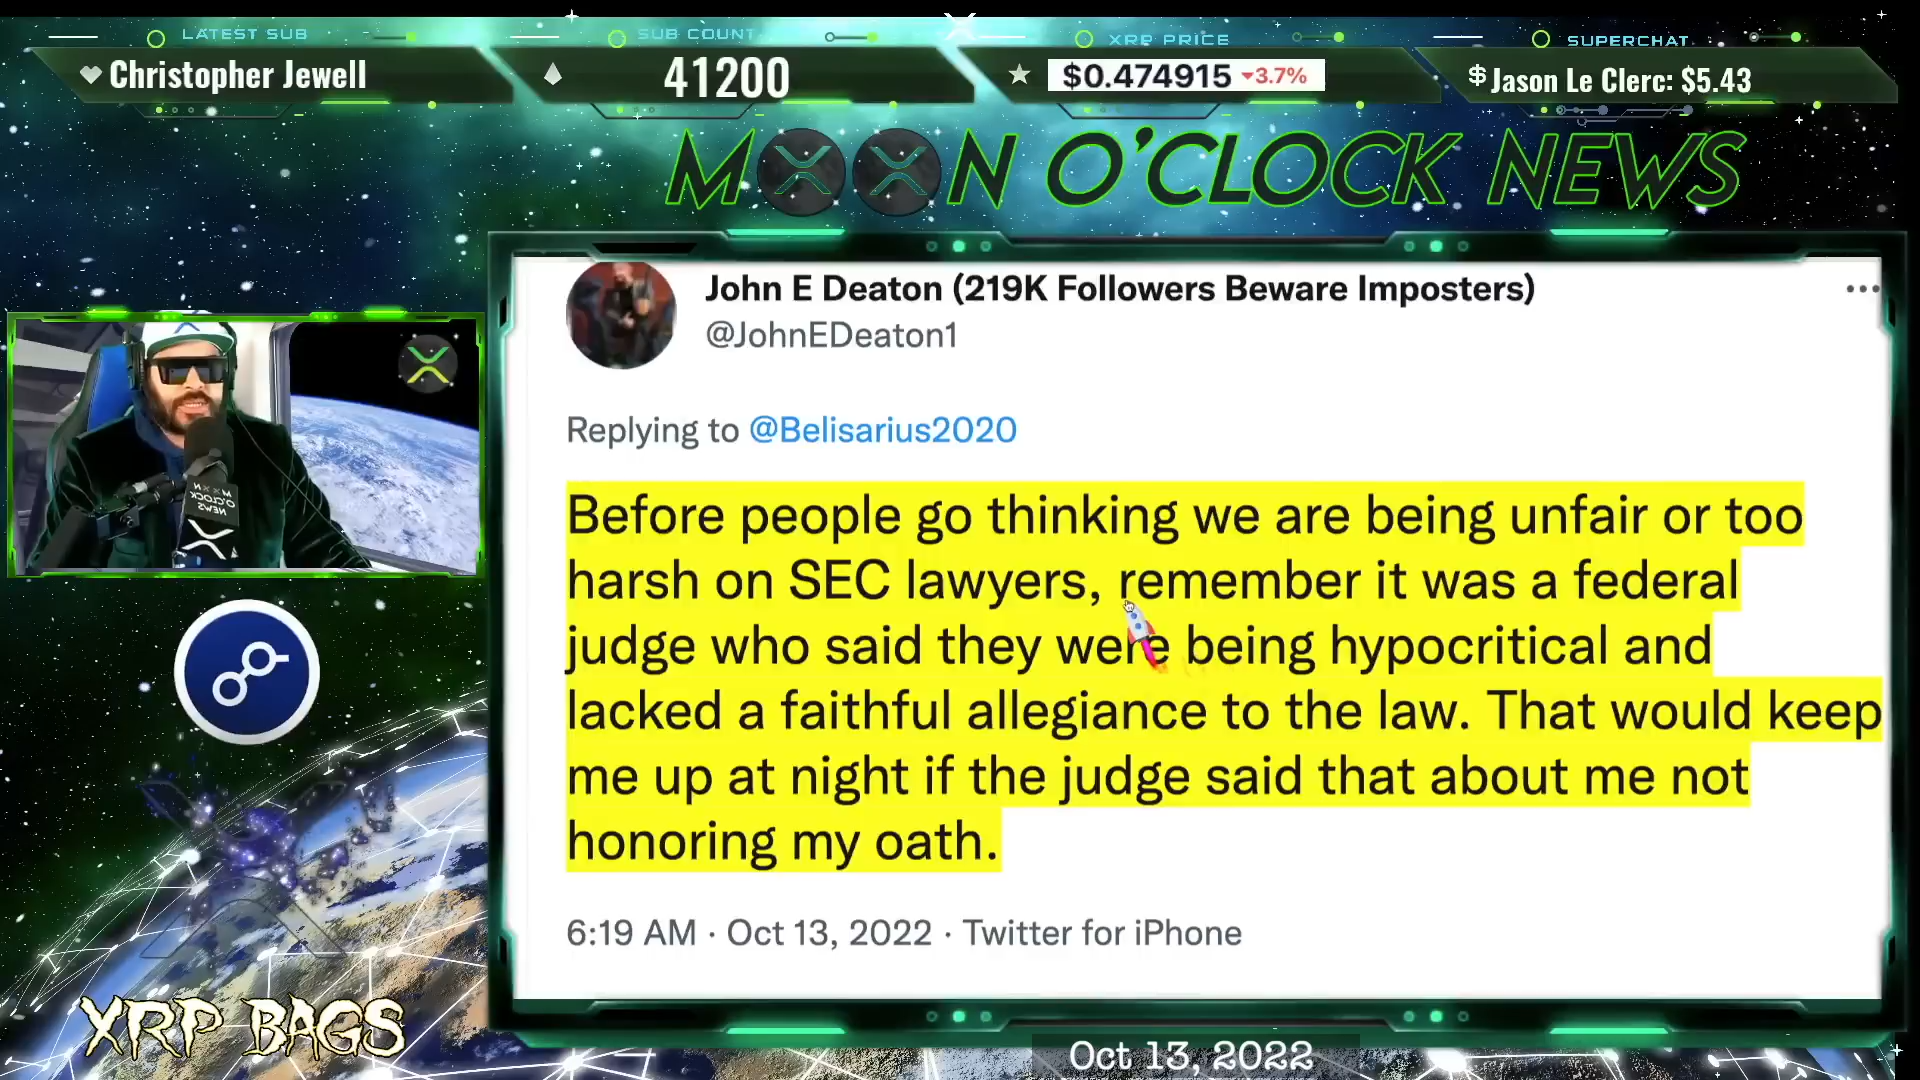 LATEST SUB
SUB COUNT
XRP PRICE
SUPERCHAT
Christopher Jewell
41200
$0.474915 ▾3.7%
$ Jason Le Clerc: $5.43
MOON O'CLOCK NEWS
John E Deaton (219K Followers Beware Imposters)
@JohnEDeaton1
Replying to @Belisarius2020
Before people go thinking we are being unfair or too
harsh on SEC lawyers, remember it was a federal
judge who said they were being hypocritical and
lacked a faithful allegiance to the law. That would keep
me up at night if the judge said that about me not
honoring my oath.
6:19 AM · Oct 13, 2022 · Twitter for iPhone
MOON
O'CLOCK
NEWS
XRP BAGS
Oct 13, 2022